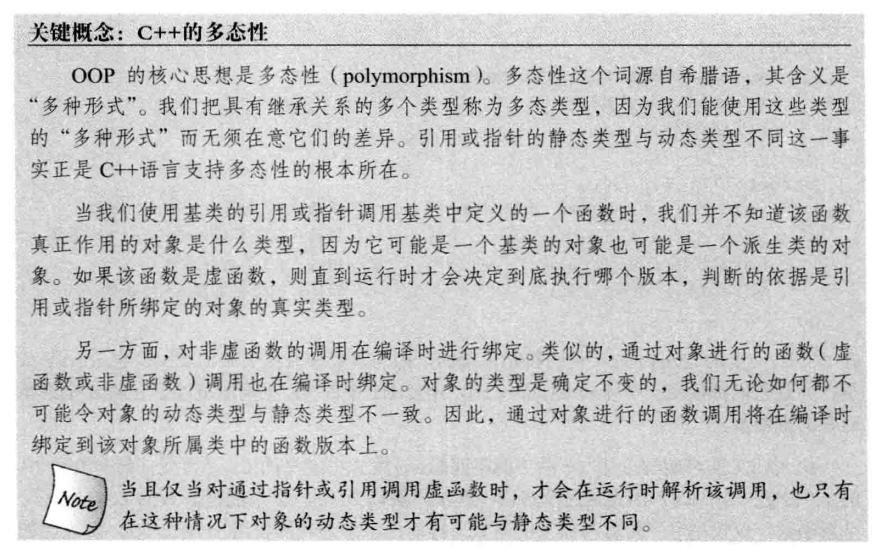 关键概念：C++的多态性
OOP 的核心思想是多态性（polymorphism）。多态性这个词源自希腊语，其含义是
“多种形式”。我们把具有继承关系的多个类型称为多态类型，因为我们能使用这些类型
的“多种形式”而无须在意它们的差异。引用或指针的静态类型与动态类型不同这一事
实正是 C++语言支持多态性的根本所在。
当我们使用基类的引用或指针调用基类中定义的一个函数时，我们并不知道该函数
真正作用的对象是什么类型，因为它可能是一个基类的对象也可能是一个派生类的对
象。如果该函数是虚函数，则直到运行时才会决定到底执行哪个版本，判断的依据是引
用或指针所绑定的对象的真实类型。
另一方面，对非虚函数的调用在编译时进行绑定。类似的，通过对象进行的函数（虚
函数或非虚函数）调用也在编译时绑定。对象的类型是确定不变的，我们无论如何都不
可能令对象的动态类型与静态类型不一致。因此，通过对象进行的函数调用将在编译时
绑定到该对象所属类中的函数版本上。
Note
当且仅当对通过指针或引用调用虚函数时，才会在运行时解析该调用，也只有
在这种情况下对象的动态类型才有可能与静态类型不同。